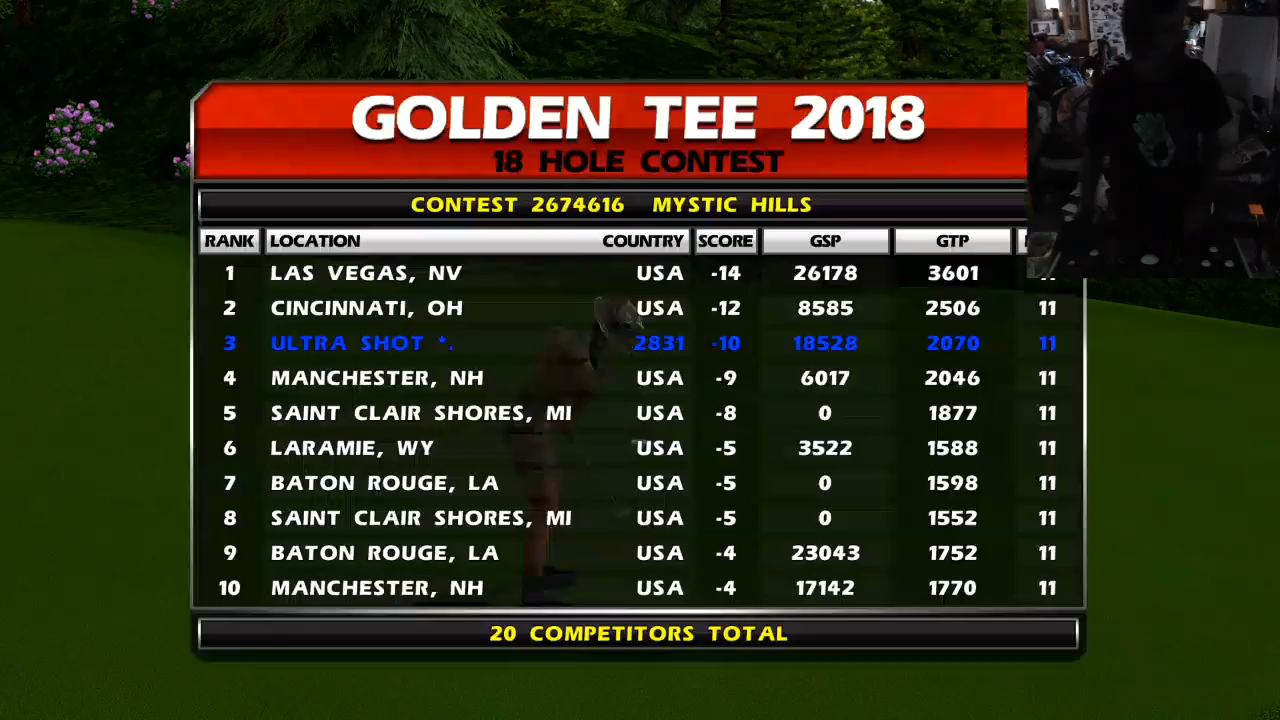 GOLDEN TEE 2018
18 HOLE CONTEST
CONTEST 2674616 MYSTIC HILLS
RANK LOCATION COUNTRY SCORE GSP GTP
1 LAS VEGAS, NV USA -14 26178 3601
2 CINCINNATI, OH USA -12 8585 2506 11
3 ULTRA SHOT *. 2831 -10 18528 2070 11
4 MANCHESTER, NH USA -9 6017 2046 11
5 SAINT CLAIR SHORES, MI USA -8 0 1877 11
6 LARAMIE, WY USA -5 3522 1588 11
7 BATON ROUGE, LA USA -5 0 1598 11
8 SAINT CLAIR SHORES, MI USA -5 0 1552 11
9 BATON ROUGE, LA USA -4 23043 1752 11
10 MANCHESTER, NH USA -4 17142 1770 11
20 COMPETITORS TOTAL